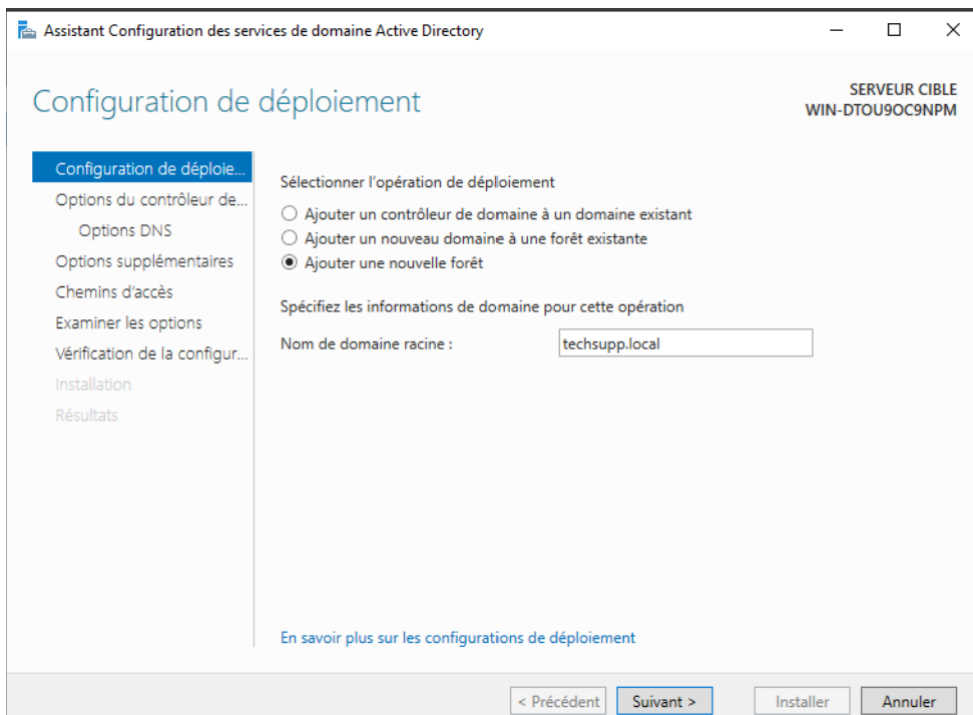 Assistant Configuration des services de domaine Active Directory
Configuration de déploiement
SERVEUR CIBLE
WIN-DTOU9OC9NPM
Configuration de déploie...
Options du contrôleur de...
Options DNS
Options supplémentaires
Chemins d'accès
Examiner les options
Vérification de la configur...
Installation
Résultats
Sélectionner l'opération de déploiement
Ajouter un contrôleur de domaine à un domaine existant
Ajouter un nouveau domaine à une forêt existante
Ajouter une nouvelle forêt
Spécifiez les informations de domaine pour cette opération
Nom de domaine racine : techsupp.local
En savoir plus sur les configurations de déploiement
< Précédent Suivant > Installer Annuler